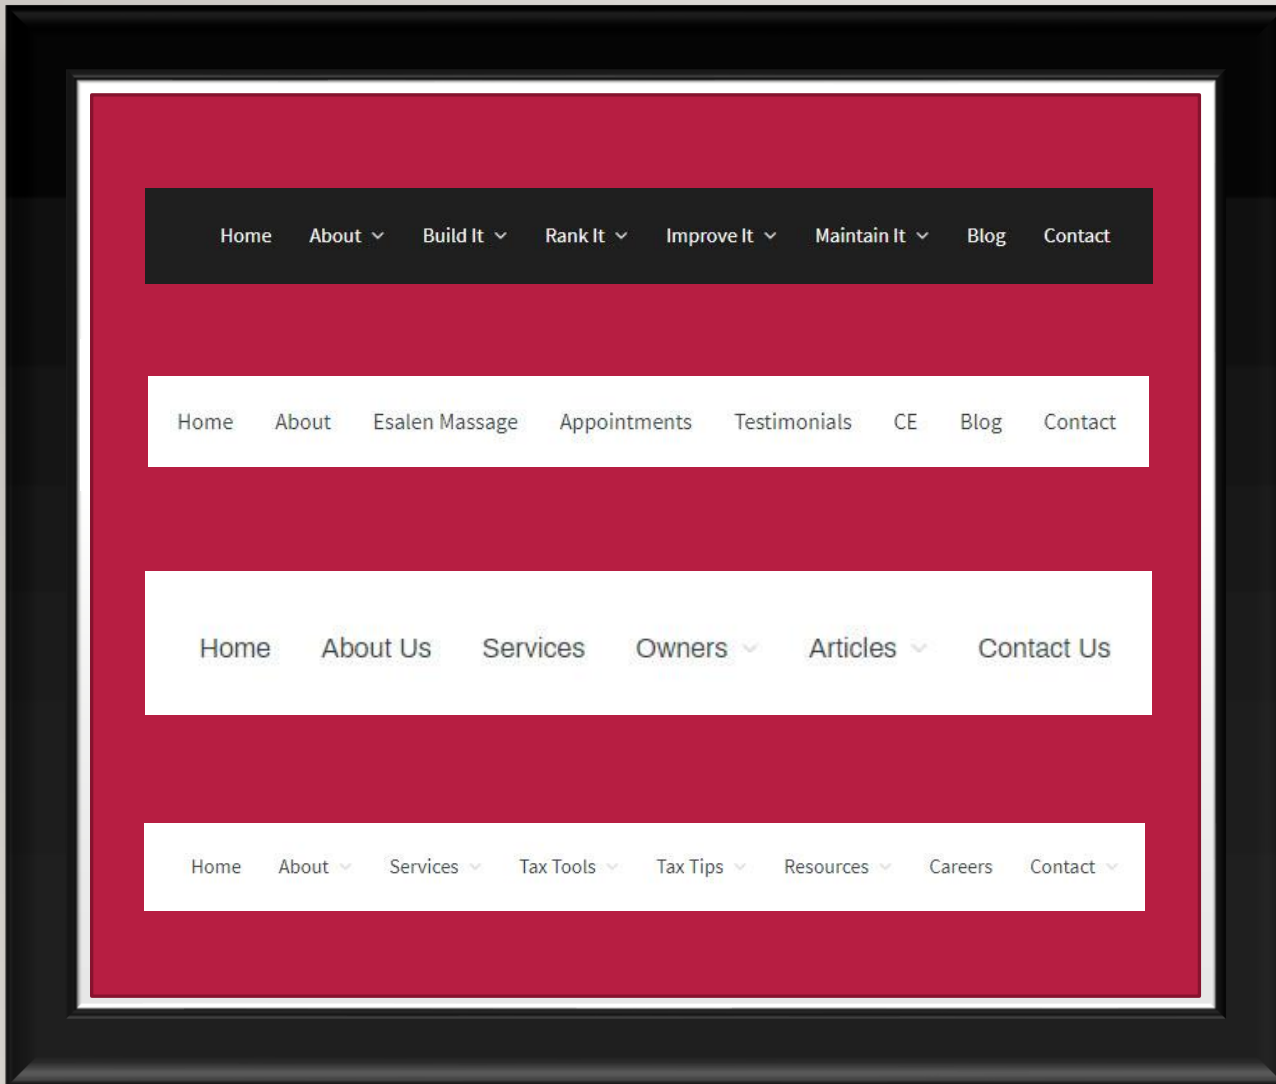 Home About Build It Rank It Improve It Maintain It Blog Contact
Home About Esalen Massage Appointments Testimonials CE Blog Contact
Home About Us Services Owners Articles Contact Us
Home About Services Tax Tools Tax Tips Resources Careers Contact